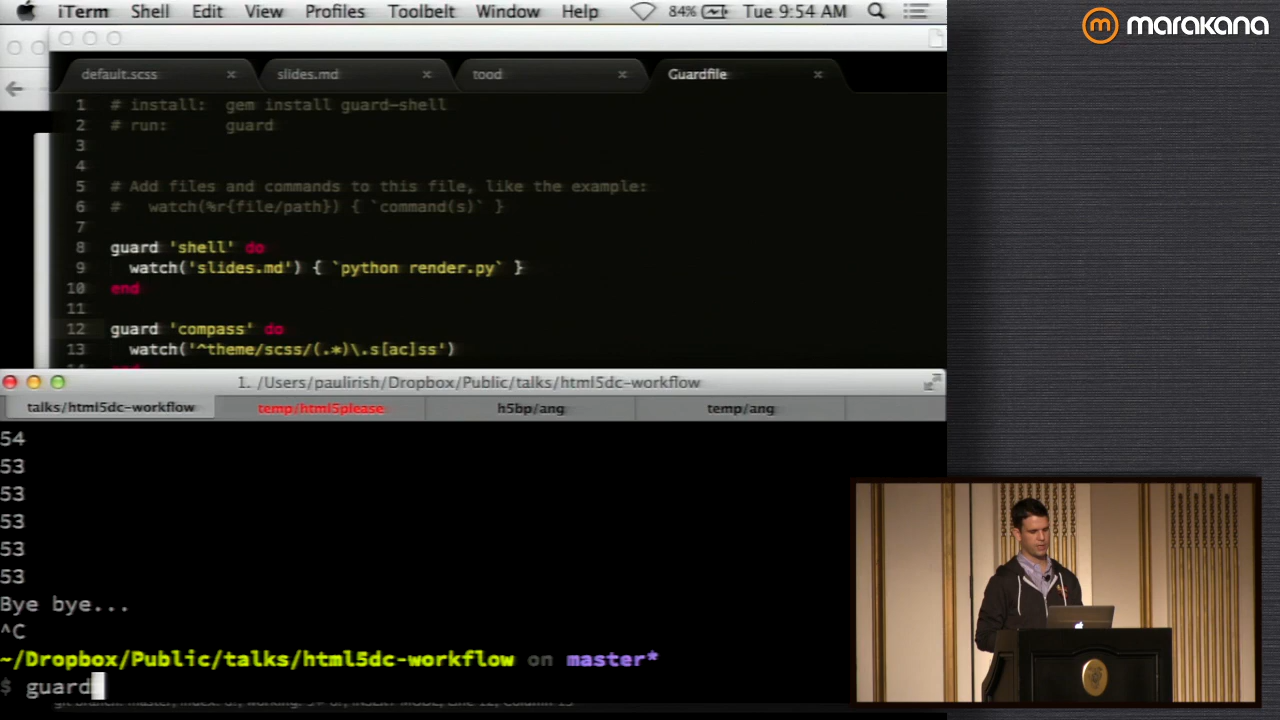 iTerm Shell Edit View Profiles Toolbelt Window Help 84% Tue 9:54 AM
marakana
default.scss slides.md tood Guardfile
1 # install: gem install guard-shell
2 # run: guard
3
4
5 # Add files and commands to this file, like the example:
6 # watch(%r{file/path}) { `command(s)` }
7
8 guard 'shell' do
9 watch('slides.md') { `python render.py` }
10 end
11
12 guard 'compass' do
13 watch('^theme/scss/(.*)\.s[ac]ss')
1. /Users/paulirish/Dropbox/Public/talks/html5dc-workflow
talks/html5dc-workflow temp/html5please h5bp/ang temp/ang
54
53
53
53
53
53
Bye bye...
^C
~/Dropbox/Public/talks/html5dc-workflow on master*
$ guard